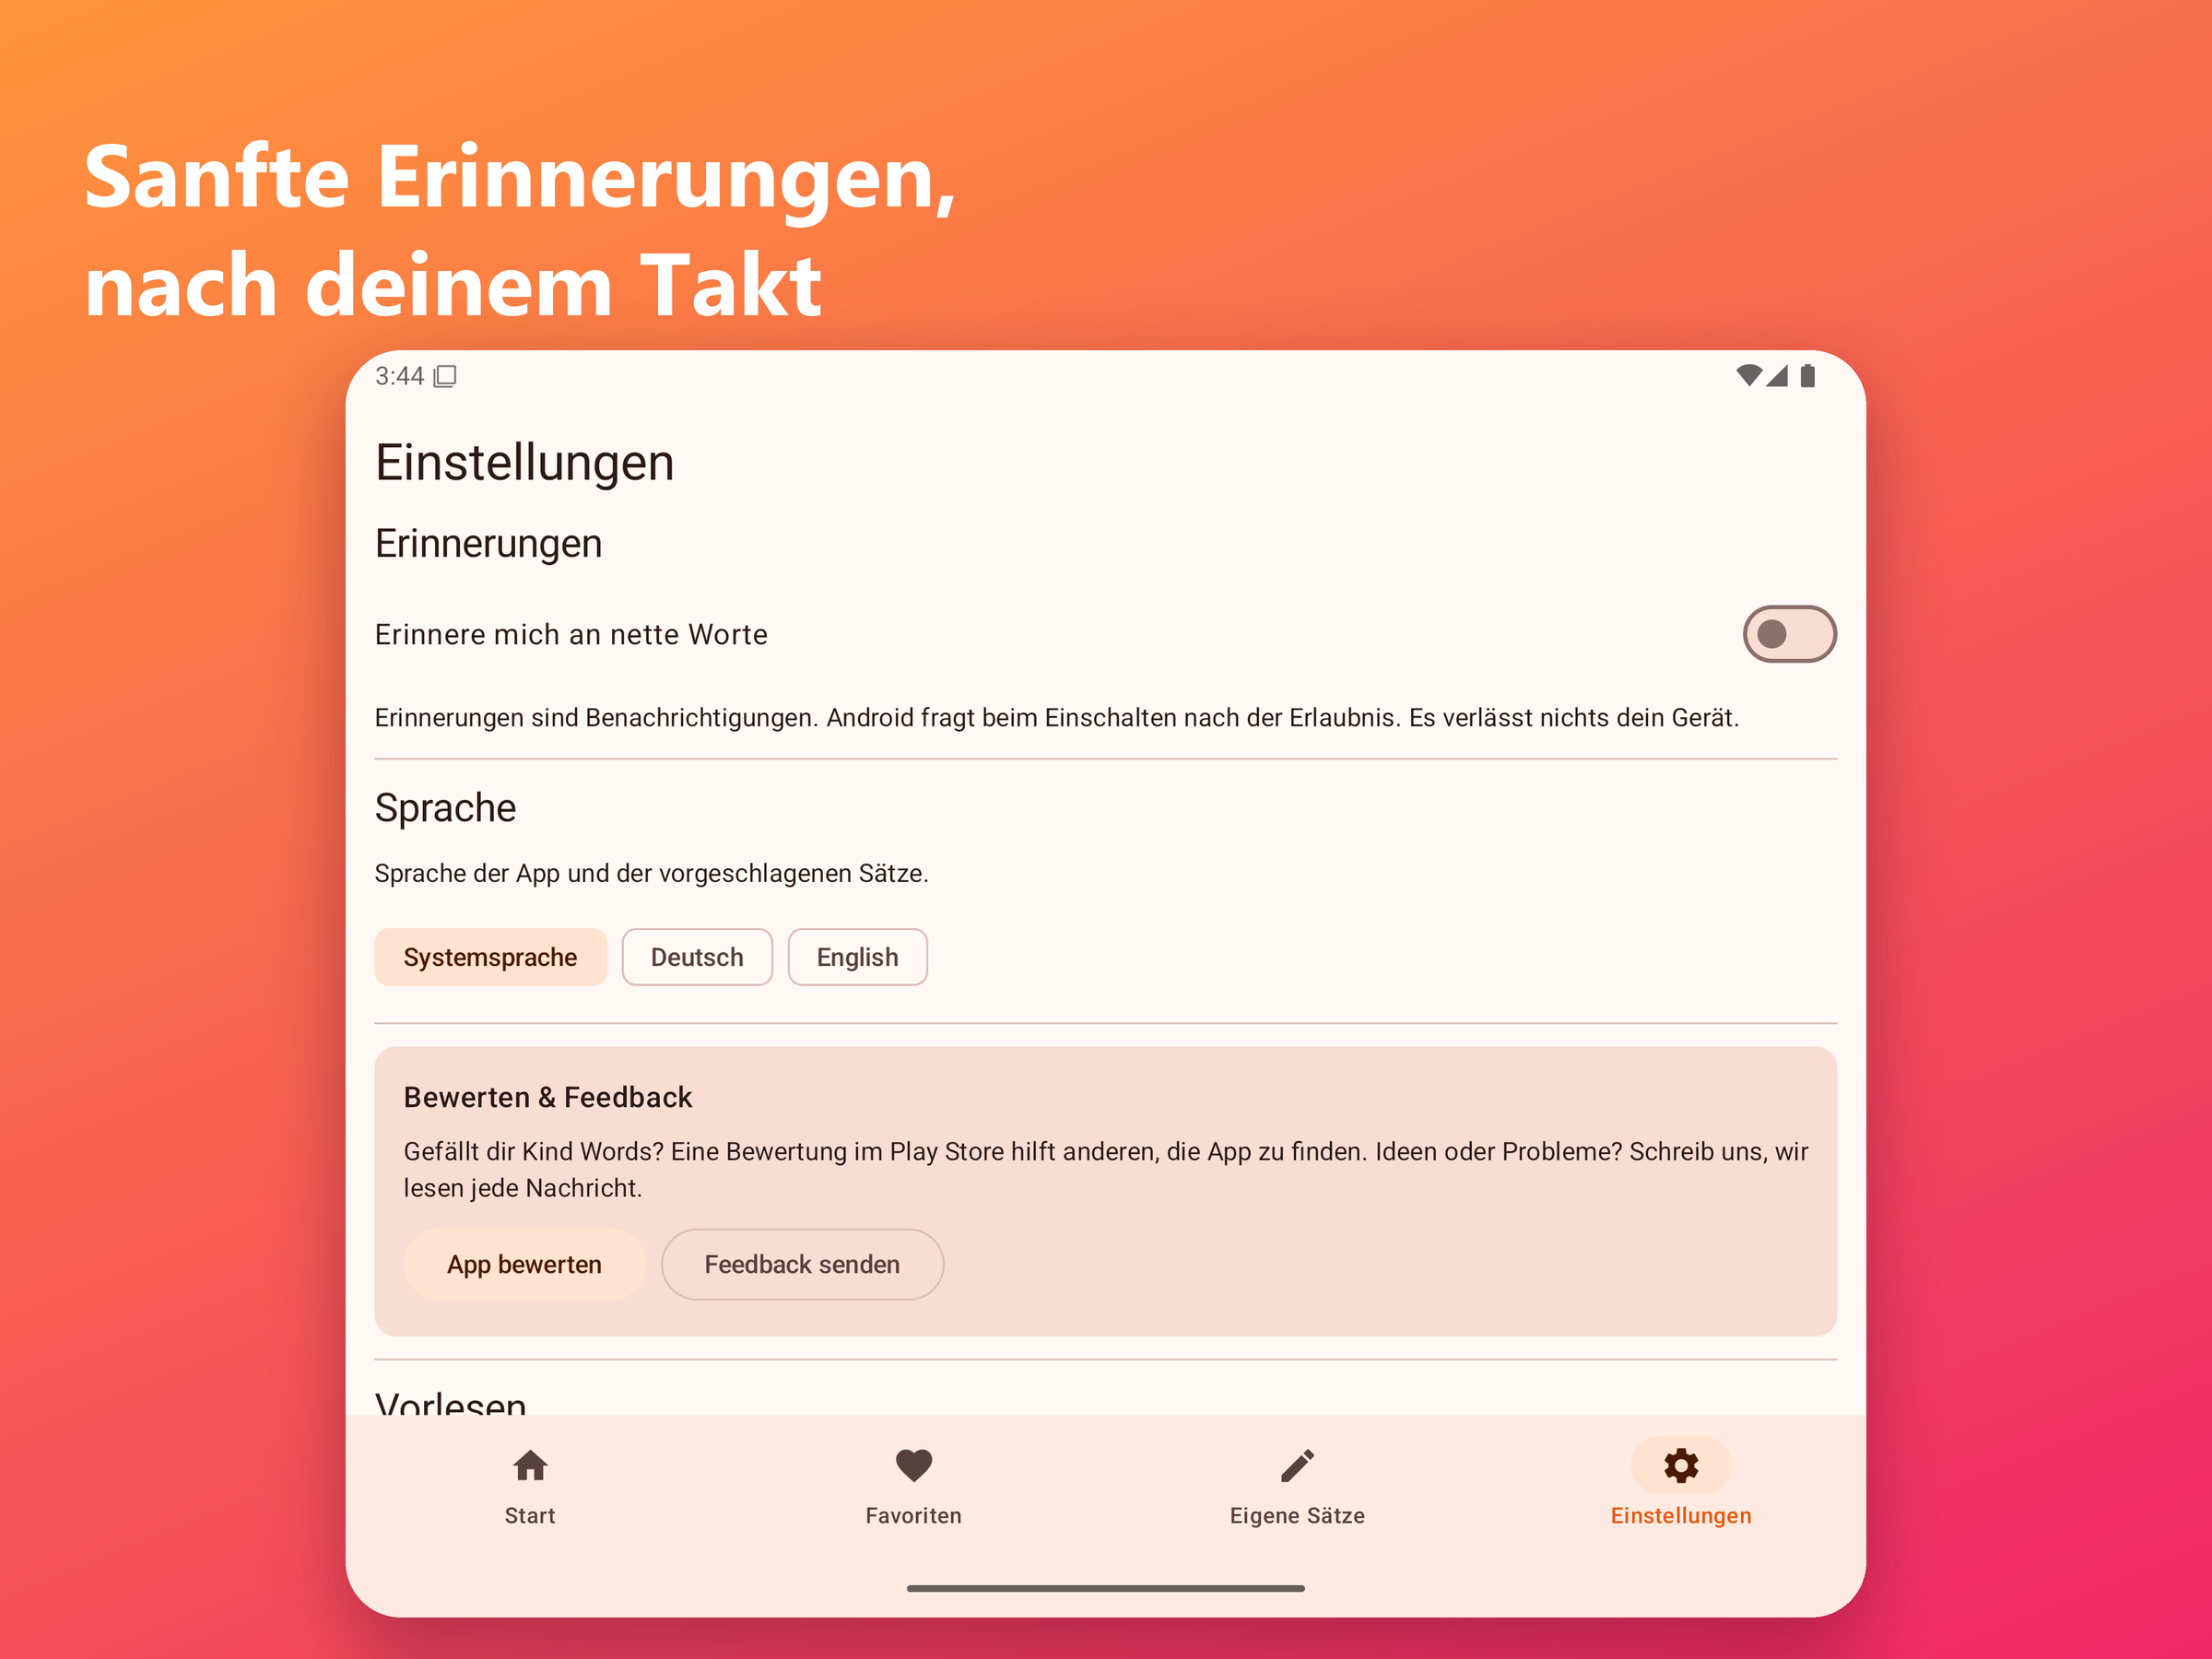 Sanfte Erinnerungen,
nach deinem Takt
3:44
Einstellungen
Erinnerungen
Erinnere mich an nette Worte
Erinnerungen sind Benachrichtigungen. Android fragt beim Einschalten nach der Erlaubnis. Es verlässt nichts dein Gerät.
Sprache
Sprache der App und der vorgeschlagenen Sätze.
Systemsprache Deutsch English
Bewerten & Feedback
Gefällt dir Kind Words? Eine Bewertung im Play Store hilft anderen, die App zu finden. Ideen oder Probleme? Schreib uns, wir
lesen jede Nachricht.
App bewerten Feedback senden
Vorlesen
Start Favoriten Eigene Sätze Einstellungen